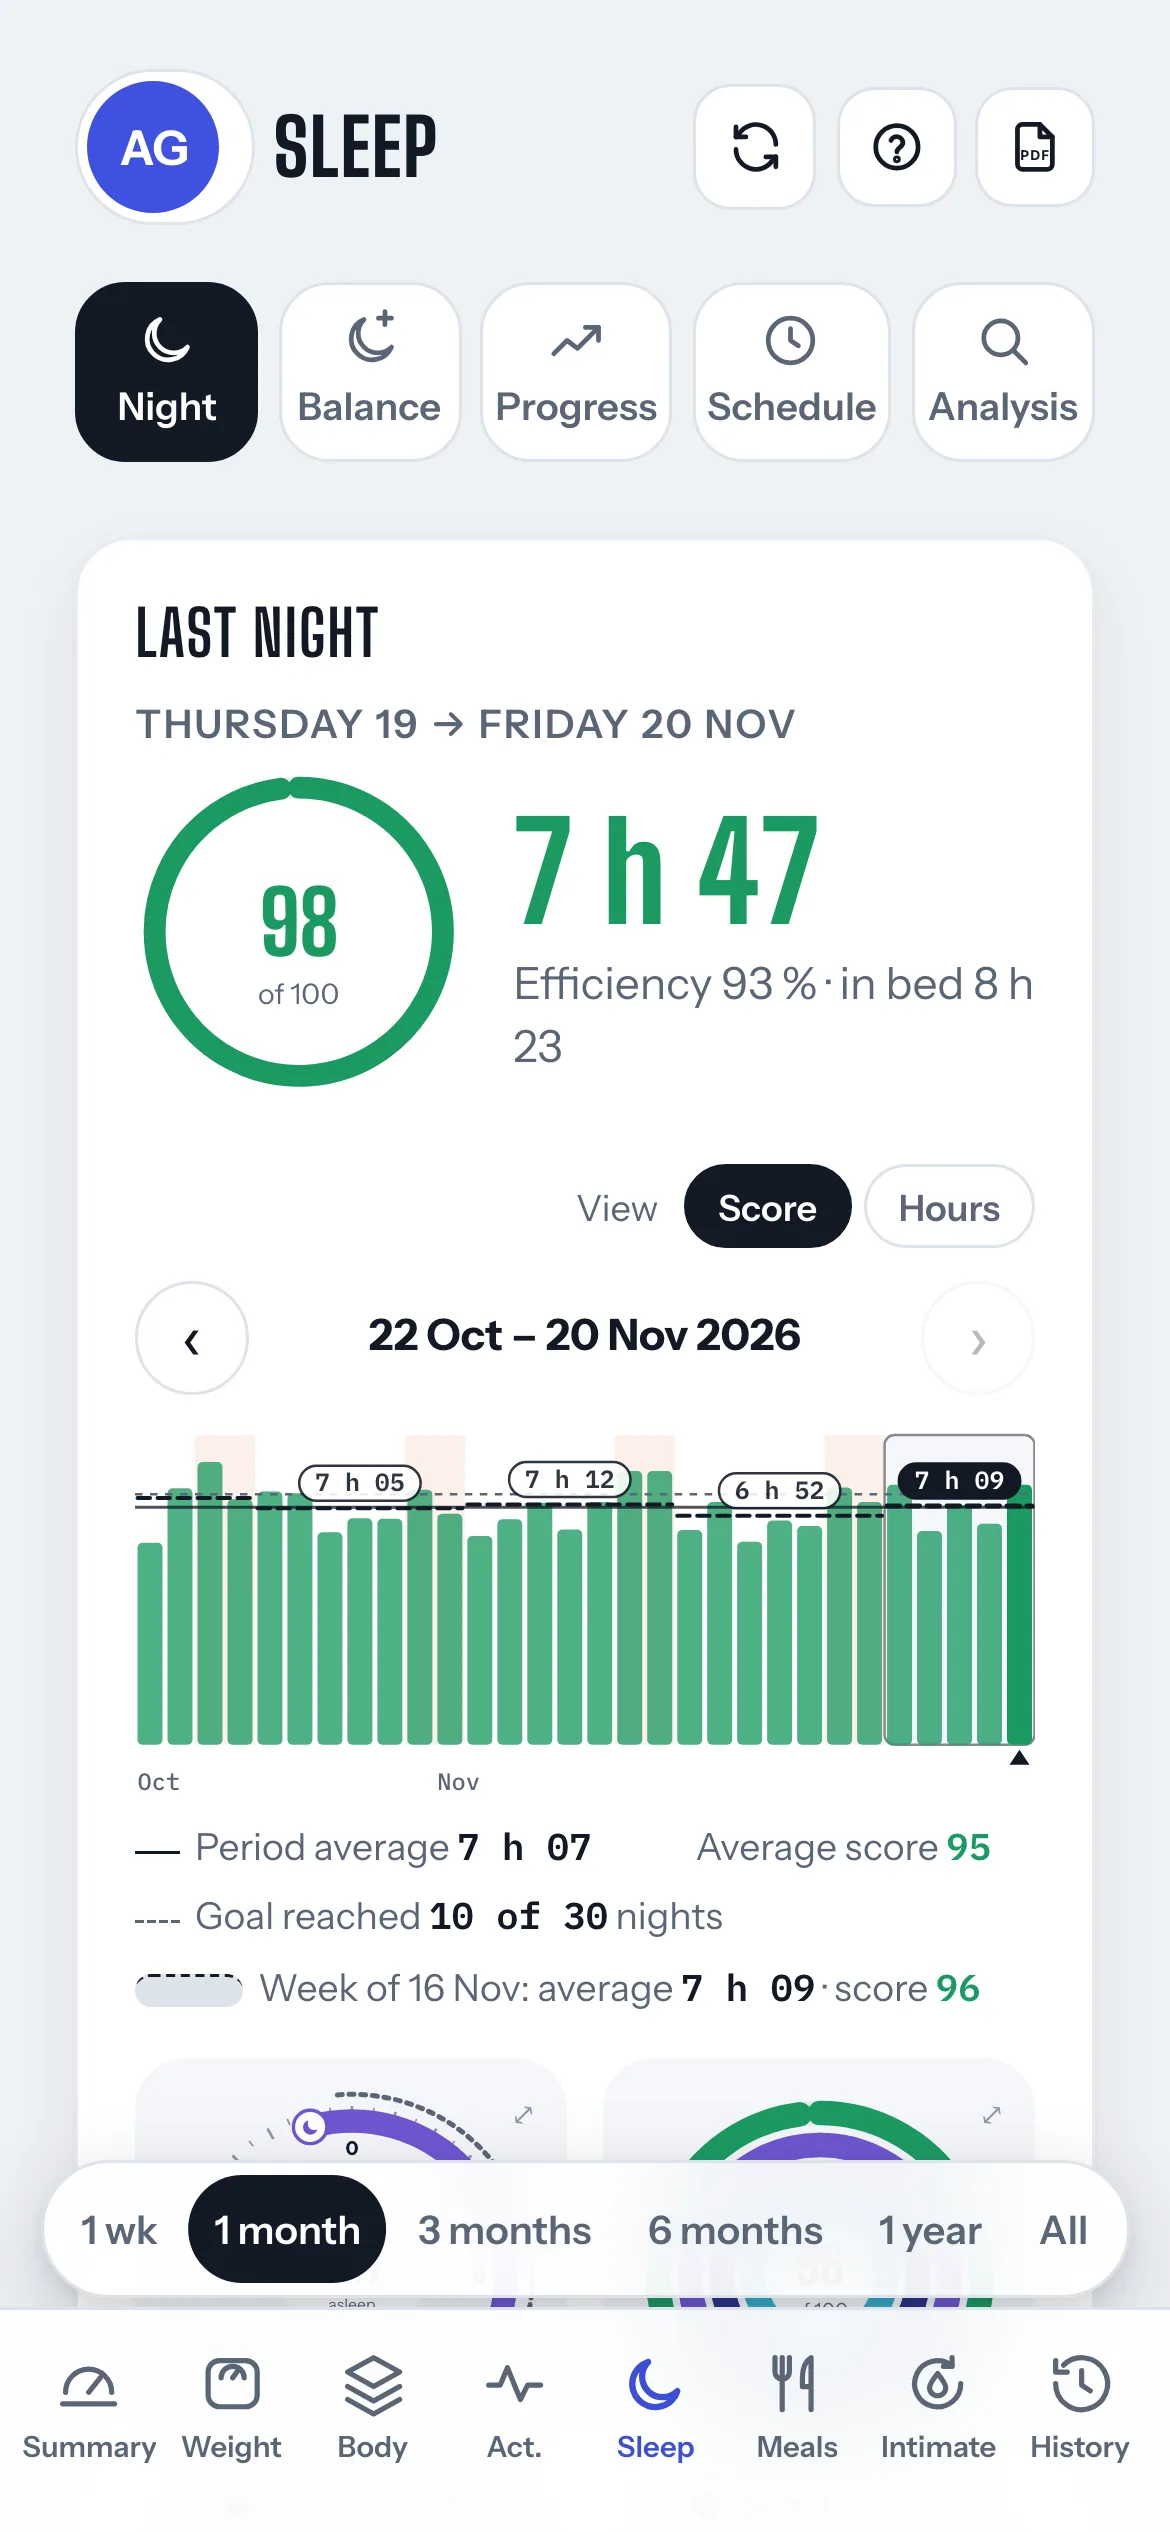 AG
SLEEP
PDF
Night
Balance
Progress
Schedule
Analysis
LAST NIGHT
THURSDAY 19 → FRIDAY 20 NOV
98
of 100
7 h 47
Efficiency 93 % · in bed 8 h
23
View
Score
Hours
‹
22 Oct – 20 Nov 2026
›
7 h 05
7 h 12
6 h 52
7 h 09
Oct
Nov
Period average 7 h 07
Average score 95
Goal reached 10 of 30 nights
Week of 16 Nov: average 7 h 09 · score 96
0
1 wk
1 month
3 months
6 months
1 year
All
asleep
Summary
Weight
Body
Act.
Sleep
Meals
Intimate
History